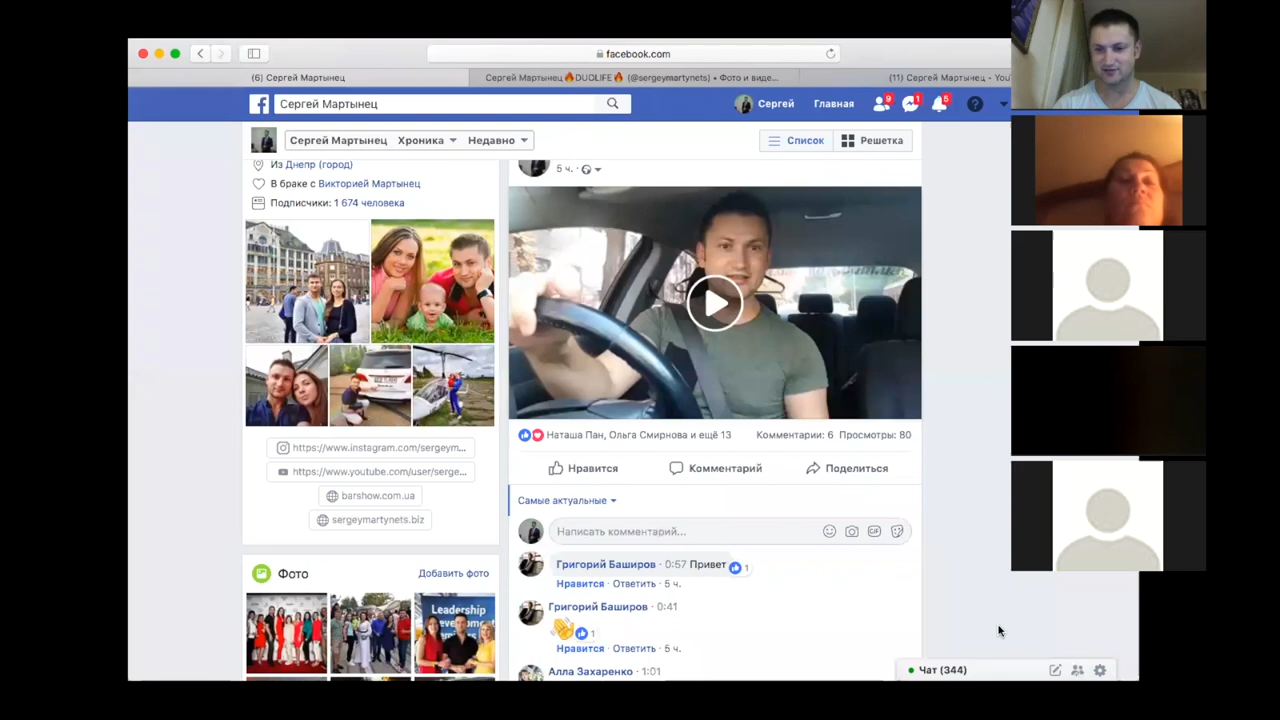 facebook.com
(6) Сергей Мартынец
Сергей Мартынец🔥DUOLIFE🔥 (@sergeymartynets) • Фото и виде...
(11) Сергей Мартынец - You
Сергей Мартынец
Сергей
Главная
9
1
5
Сергей Мартынец
Хроника
Недавно
Список
Решетка
Из Днепр (город)
В браке с Викторией Мартынец
Подписчики: 1 674 человека
5 ч. ·
Наташа Пан, Ольга Смирнова и ещё 13
Комментарии: 6 Просмотры: 80
Нравится
Комментарий
Поделиться
https://www.instagram.com/sergeym...
https://www.youtube.com/user/serge...
barshow.com.ua
sergeymartynets.biz
Самые актуальные
Написать комментарий...
GIF
Григорий Баширов · 0:57 Привет
1
Нравится · Ответить · 5 ч.
Григорий Баширов · 0:41
👋 1
Нравится · Ответить · 5 ч.
Алла Захаренко · 1:01
Фото
Добавить фото
Leadership
Чат (344)